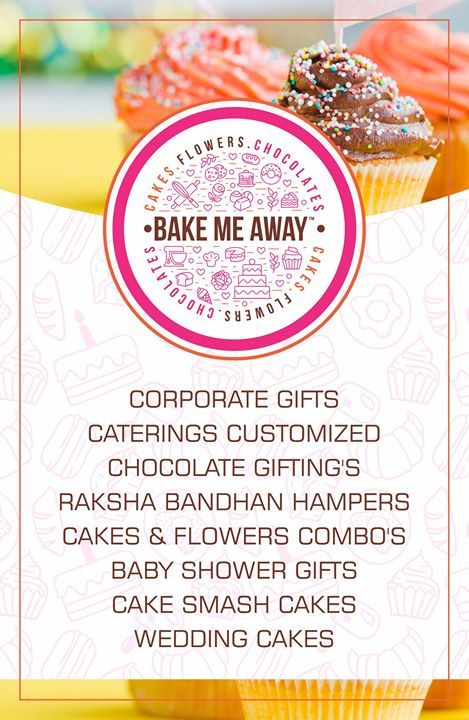 CAKES.FLOWERS.CHOCOLATES
•BAKE ME AWAY™•
CAKES.FLOWERS.CHOCOLATES
CORPORATE GIFTS
CATERINGS CUSTOMIZED
CHOCOLATE GIFTING'S
RAKSHA BANDHAN HAMPERS
CAKES & FLOWERS COMBO'S
BABY SHOWER GIFTS
CAKE SMASH CAKES
WEDDING CAKES